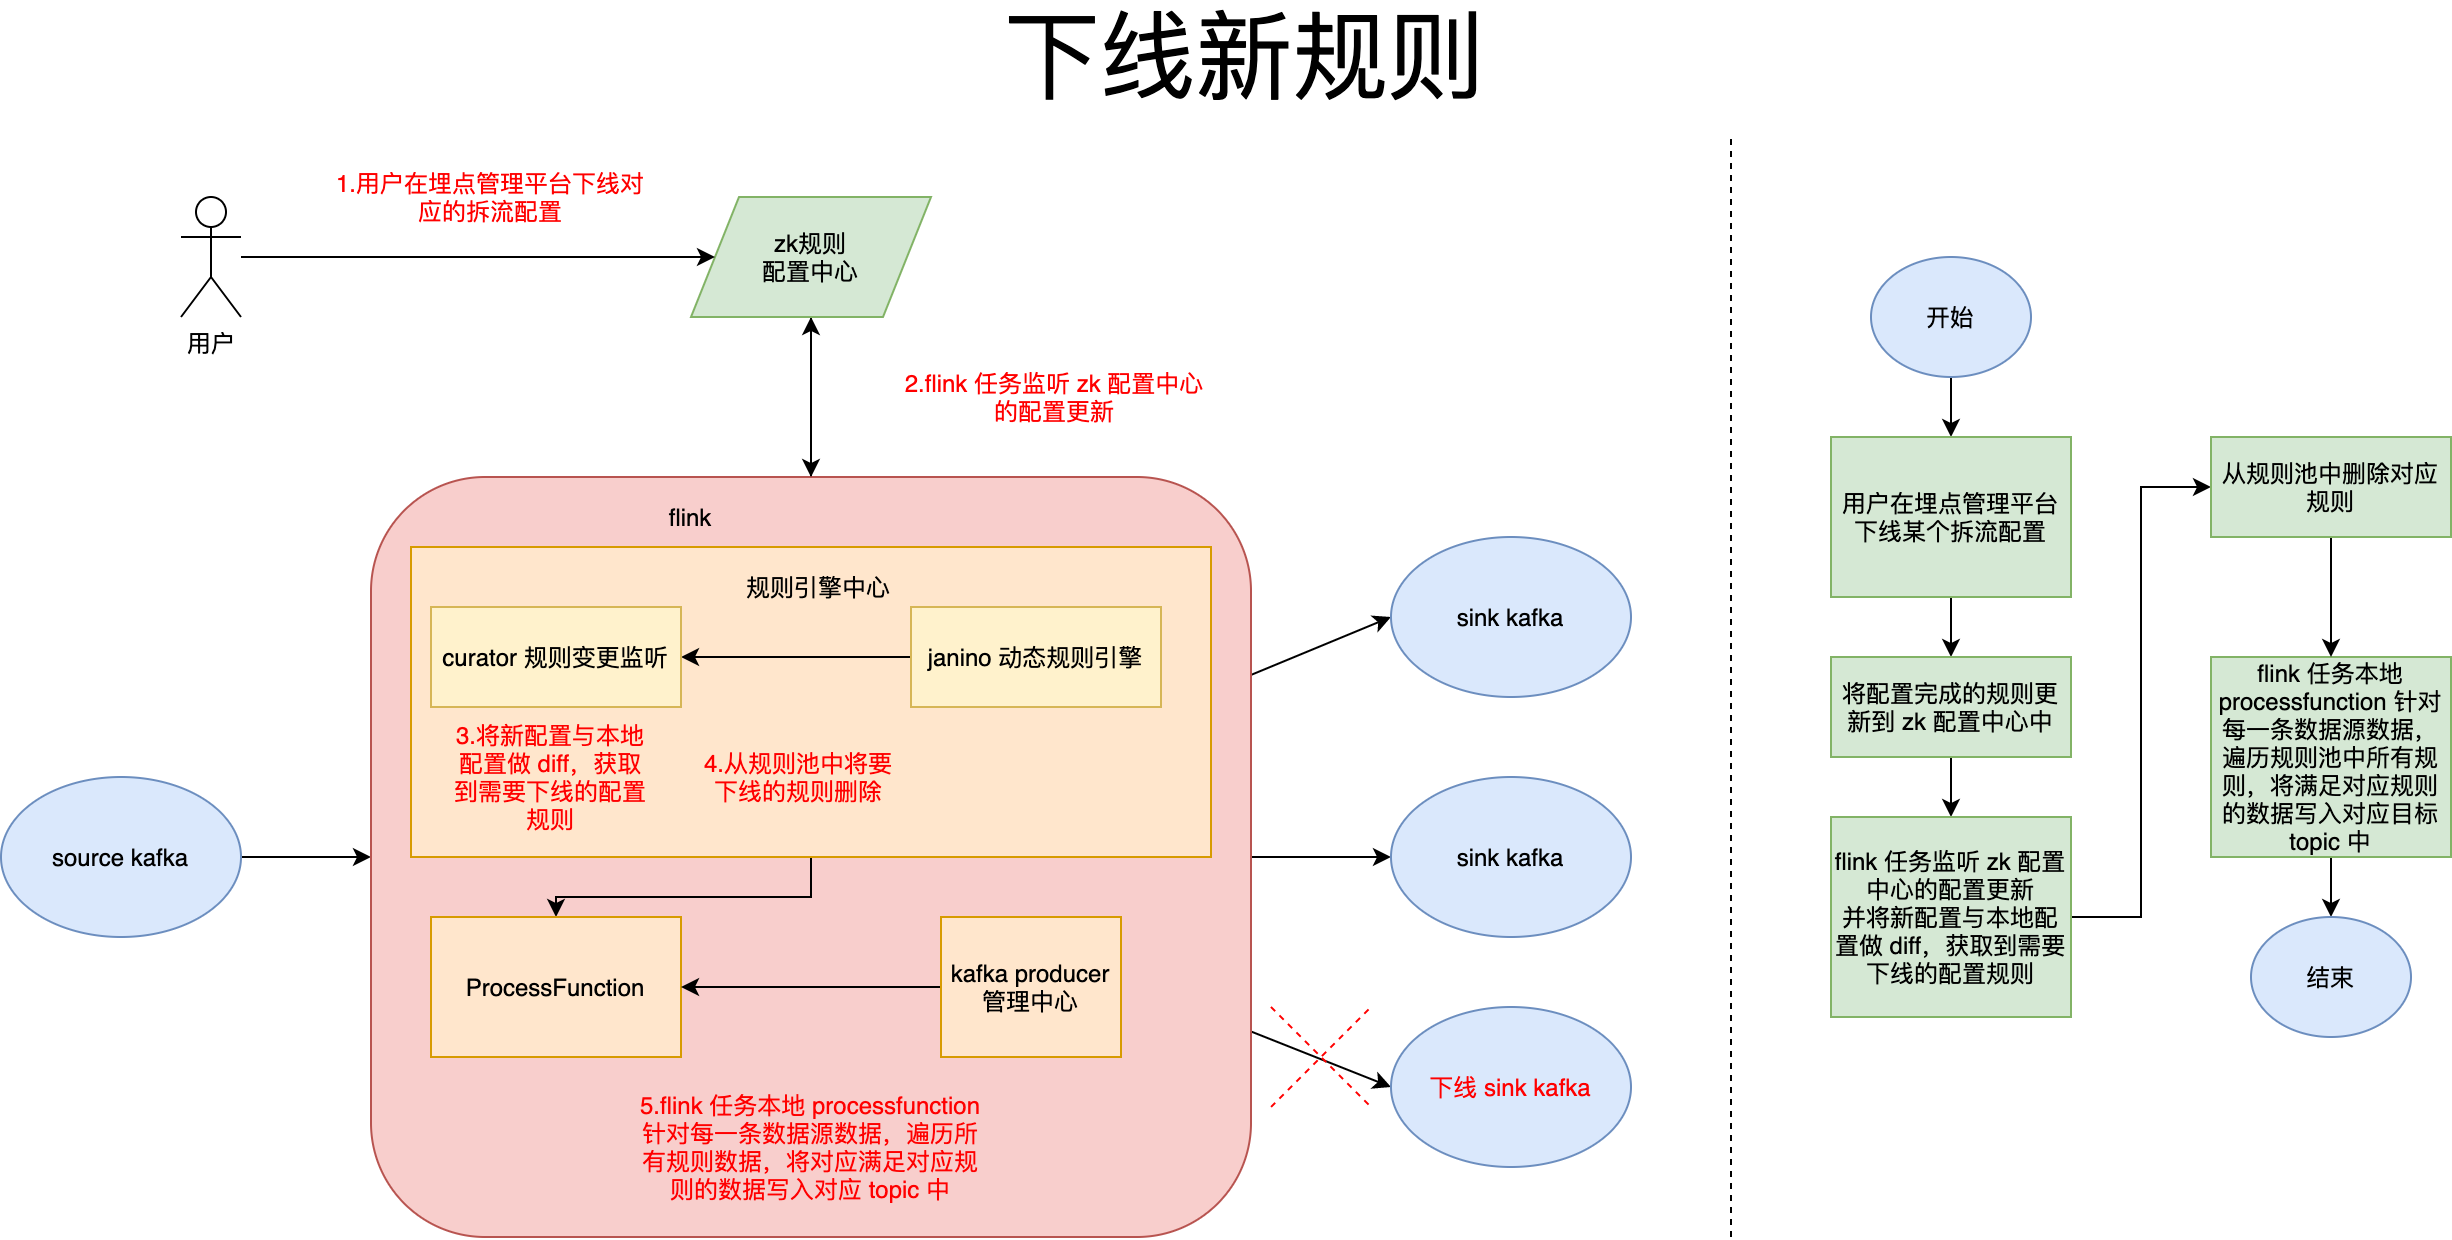 下线新规则
1.用户在埋点管理平台下线对
应的拆流配置
用户
zk规则
配置中心
2.flink 任务监听 zk 配置中心
的配置更新
flink
规则引擎中心
curator 规则变更监听
janino 动态规则引擎
3.将新配置与本地
配置做 diff，获取
到需要下线的配置
规则
4.从规则池中将要
下线的规则删除
source kafka
ProcessFunction
kafka producer
管理中心
5.flink 任务本地 processfunction
针对每一条数据源数据，遍历所
有规则数据，将对应满足对应规
则的数据写入对应 topic 中
sink kafka
sink kafka
下线 sink kafka
开始
用户在埋点管理平台
下线某个拆流配置
将配置完成的规则更
新到 zk 配置中心中
flink 任务监听 zk 配置
中心的配置更新
并将新配置与本地配
置做 diff，获取到需要
下线的配置规则
从规则池中删除对应
规则
flink 任务本地
processfunction 针对
每一条数据源数据，
遍历规则池中所有规
则，将满足对应规则
的数据写入对应目标
topic 中
结束